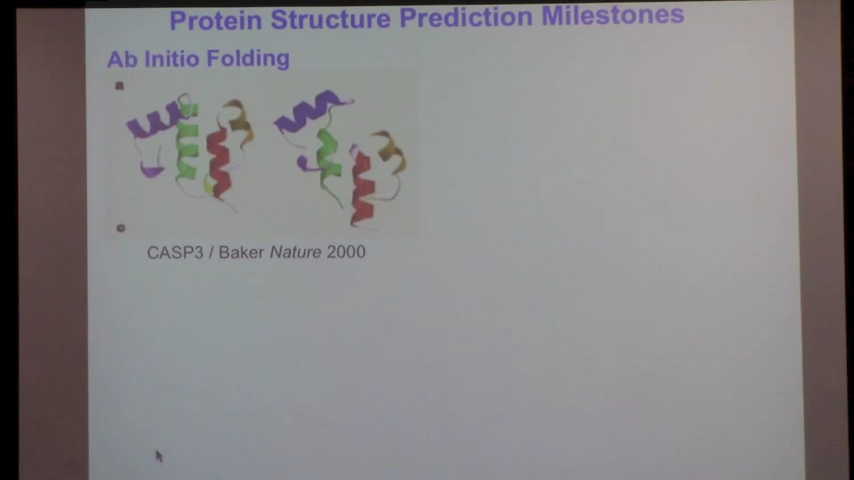 Protein Structure Prediction Milestones
Ab Initio Folding
CASP3 / Baker Nature 2000